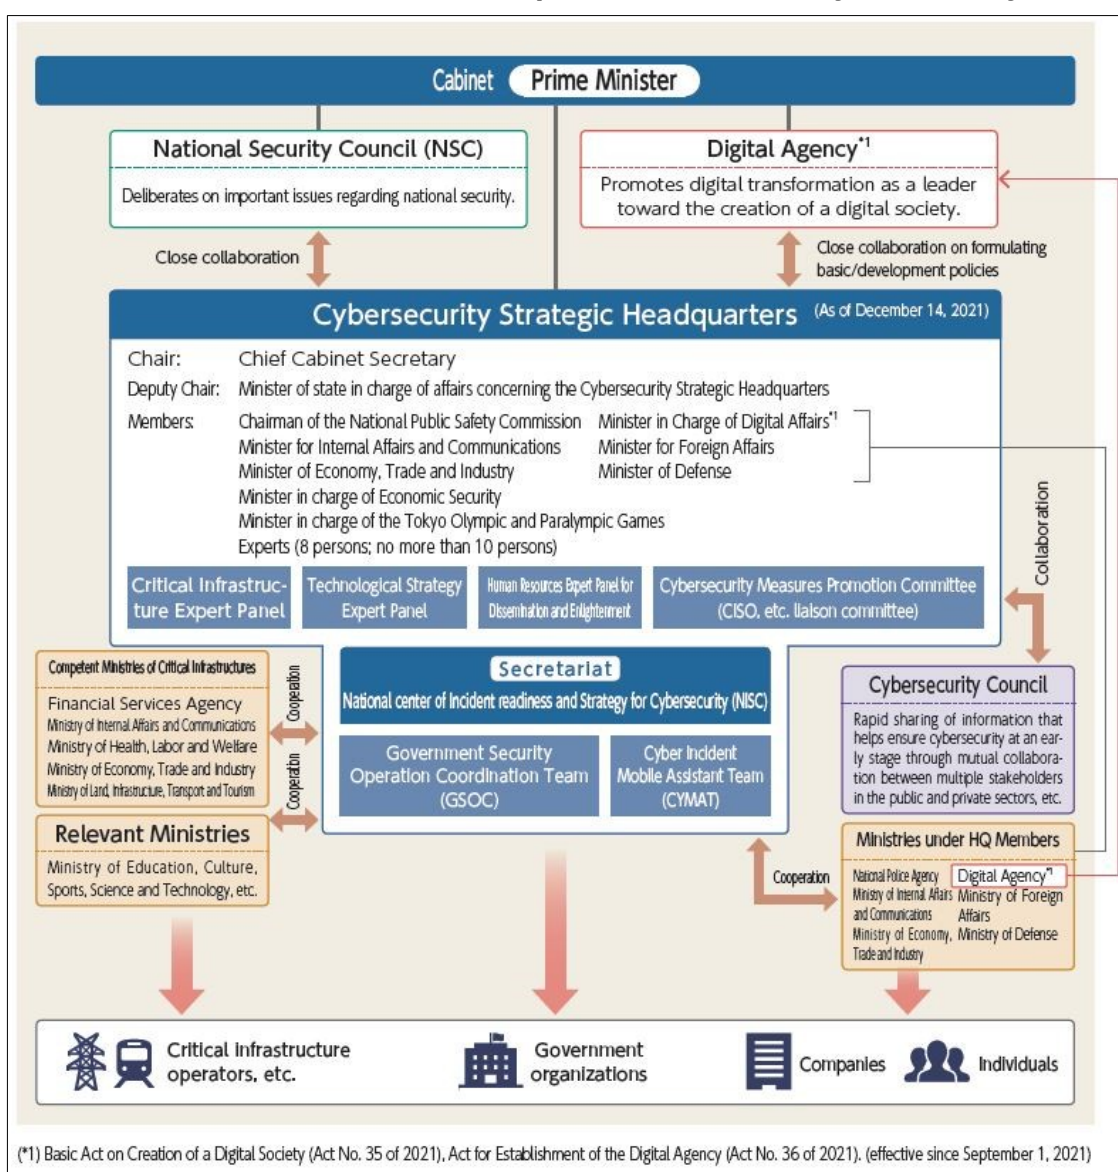 Cabinet Prime Minister
National Security Council (NSC)
Deliberates on important issues regarding national security.
Digital Agency*1
Promotes digital transformation as a leader
toward the creation of a digital society.
Close collaboration
Close collaboration on formulating
basic/development policies
Cybersecurity Strategic Headquarters (As of December 14, 2021)
Chair: Chief Cabinet Secretary
Deputy Chair: Minister of state in charge of affairs concerning the Cybersecurity Strategic Headquarters
Members: Chairman of the National Public Safety Commission Minister in Charge of Digital Affairs*1
Minister for Internal Affairs and Communications Minister for Foreign Affairs
Minister of Economy, Trade and Industry Minister of Defense
Minister in charge of Economic Security
Minister in charge of the Tokyo Olympic and Paralympic Games
Experts (8 persons; no more than 10 persons)
Critical Infrastruc-
ture Expert Panel
Technological Strategy
Expert Panel
Human Resources Expert Panel for
Dissemination and Enlightenment
Cybersecurity Measures Promotion Committee
(CISO, etc. liaison committee)
Collaboration
Secretariat
National center of Incident readiness and Strategy for Cybersecurity (NISC)
Government Security
Operation Coordination Team
(GSOC)
Cyber Incident
Mobile Assistant Team
(CYMAT)
Competent Ministries of Critical Infrastructures
Financial Services Agency
Ministry of Internal Affairs and Communications
Ministry of Health, Labor and Welfare
Ministry of Economy, Trade and Industry
Ministry of Land, Infrastructure, Transport and Tourism
Cooperation
Cooperation
Relevant Ministries
Ministry of Education, Culture,
Sports, Science and Technology, etc.
Cybersecurity Council
Rapid sharing of information that
helps ensure cybersecurity at an ear-
ly stage through mutual collabora-
tion between multiple stakeholders
in the public and private sectors, etc.
Cooperation
Ministries under HQ Members
National Police Agency
Ministry of Internal Affairs
and Communications
Ministry of Economy,
Trade and Industry
Digital Agency*1
Ministry of Foreign
Affairs
Ministry of Defense
Critical infrastructure
operators, etc.
Government
organizations
Companies
Individuals
(*1) Basic Act on Creation of a Digital Society (Act No. 35 of 2021), Act for Establishment of the Digital Agency (Act No. 36 of 2021). (effective since September 1, 2021)